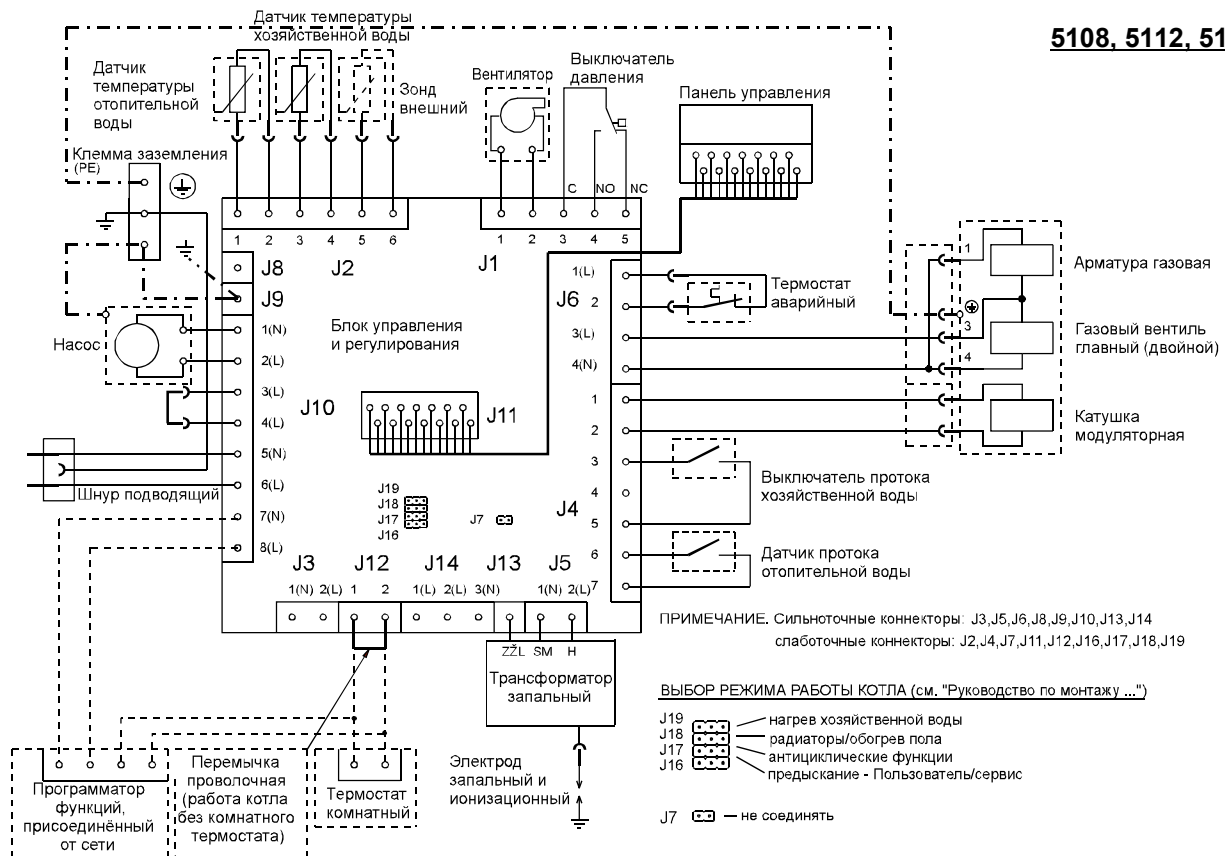 5108, 5112, 51
Датчик температуры
хозяйственной воды
Датчик
температуры
отопительной
воды
Зонд
внешний
Вентилятор
Выключатель
давления
Панель управления
Клемма заземления
(PE)
C NO NC
1 2 3 4 5 6
1 2 3 4 5
J8
J2
J1
J9
J6
1(L)
2
3(L)
4(N)
Термостат
аварийный
1
3
4
Арматура газовая
Газовый вентиль
главный (двойной)
Катушка
модуляторная
Насос
Блок управления
и регулирования
1(N)
2(L)
3(L)
4(L)
5(N)
6(L)
7(N)
8(L)
J10
J11
Шнур подводящий
1
2
3
4
5
6
7
J4
Выключатель протока
хозяйственной воды
Датчик протока
отопительной воды
J19
J18
J17
J16
J7
J3 J12 J14 J13 J5
1(N) 2(L) 1 2 1(L) 2(L) 3(N) 1(N) 2(L)
ZŽL SM H
Трансформатор
запальный
Электрод
запальный и
ионизационный
ПРИМЕЧАНИЕ. Сильноточные коннекторы: J3,J5,J6,J8,J9,J10,J13,J14
слаботочные коннекторы: J2,J4,J7,J11,J12,J16,J17,J18,J19
ВЫБОР РЕЖИМА РАБОТЫ КОТЛА (см. "Руководство по монтажу ...")
J19 нагрев хозяйственной воды
J18 радиаторы/обогрев пола
J17 антициклические функции
J16 предыскание - Пользователь/сервис
J7 — не соединять
Программатор
функций,
присоединённый
от сети
Перемычка
проволочная
(работа котла
без комнатного
термостата)
Термостат
комнатный